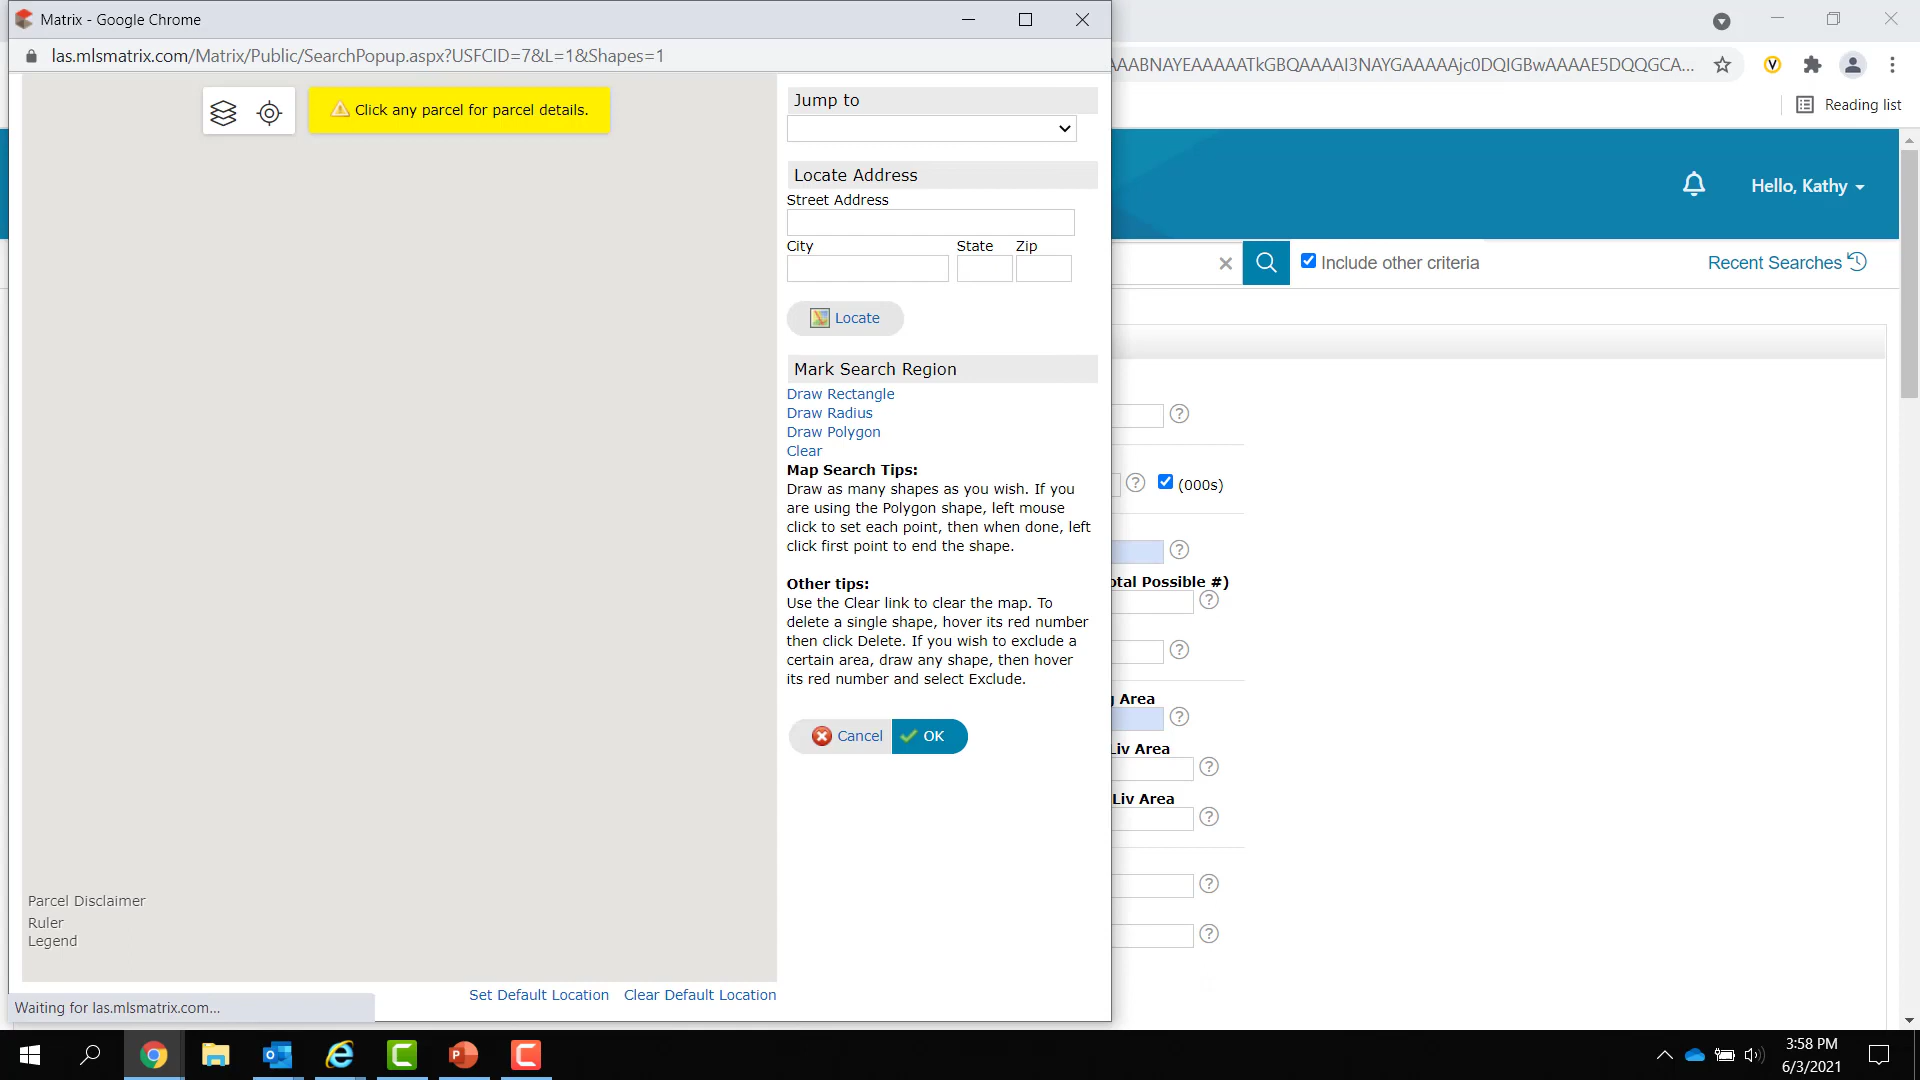 Matrix - Google Chrome
las.mlsmatrix.com/Matrix/Public/SearchPopup.aspx?USFCID=7&L=1&Shapes=1
Reading list
Click any parcel for parcel details.
Jump to
Locate Address
Street Address
City State Zip
Locate
Mark Search Region
Draw Rectangle
Draw Radius
Draw Polygon
Clear
Map Search Tips:
Draw as many shapes as you wish. If you
are using the Polygon shape, left mouse
click to set each point, then when done, left
click first point to end the shape.
Other tips:
Use the Clear link to clear the map. To
delete a single shape, hover its red number
then click Delete. If you wish to exclude a
certain area, draw any shape, then hover
its red number and select Exclude.
Cancel OK
Parcel Disclaimer
Ruler
Legend
Set Default Location Clear Default Location
Waiting for las.mlsmatrix.com...
Hello, Kathy
Include other criteria
Recent Searches
(000s)
Possible #)
Area
Liv Area
Liv Area
3:58 PM
6/3/2021